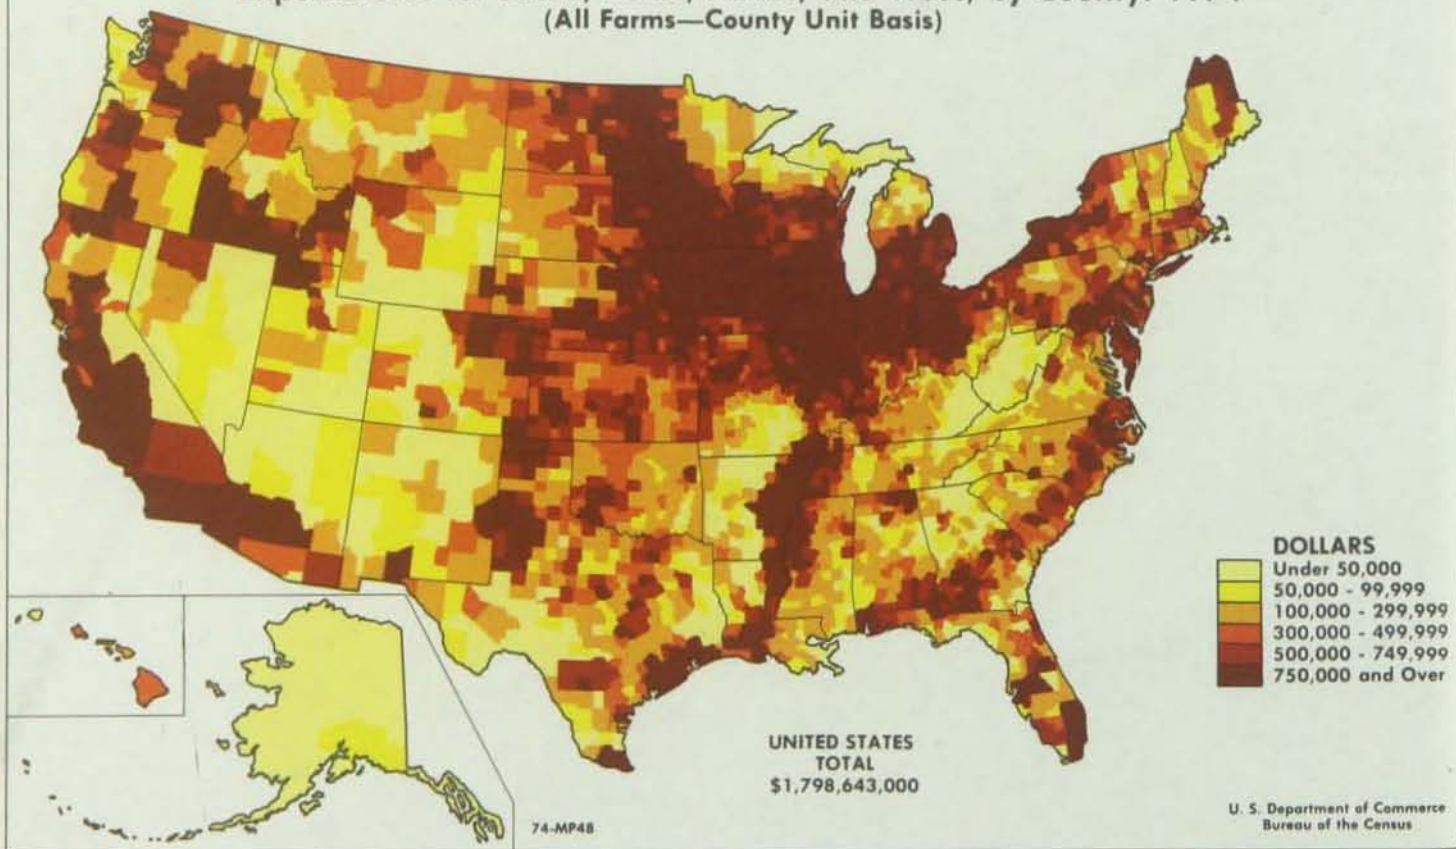 (All Farms—County Unit Basis)
DOLLARS
Under 50,000
50,000 - 99,999
100,000 - 299,999
300,000 - 499,999
500,000 - 749,999
750,000 and Over
UNITED STATES
TOTAL
$1,798,643,000
74-MP48
U. S. Department of Commerce
Bureau of the Census